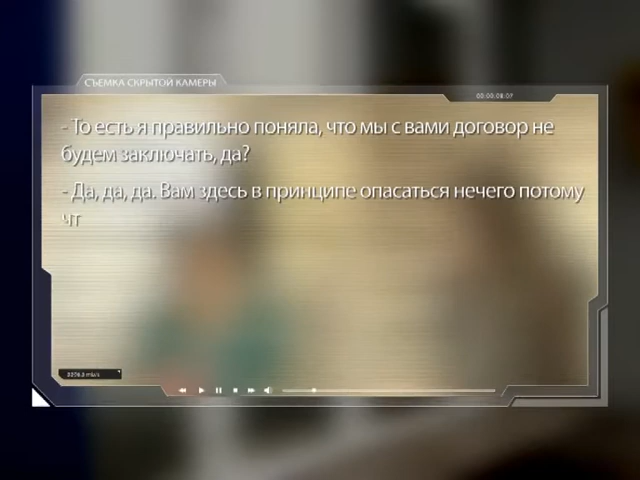 СЪЕМКА СКРЫТОЙ КАМЕРЫ
00:00:08:07
- То есть я правильно поняла, что мы с вами договор не
будем заключать, да?
- Да, да, да. Вам здесь в принципе опасаться нечего потому
чт